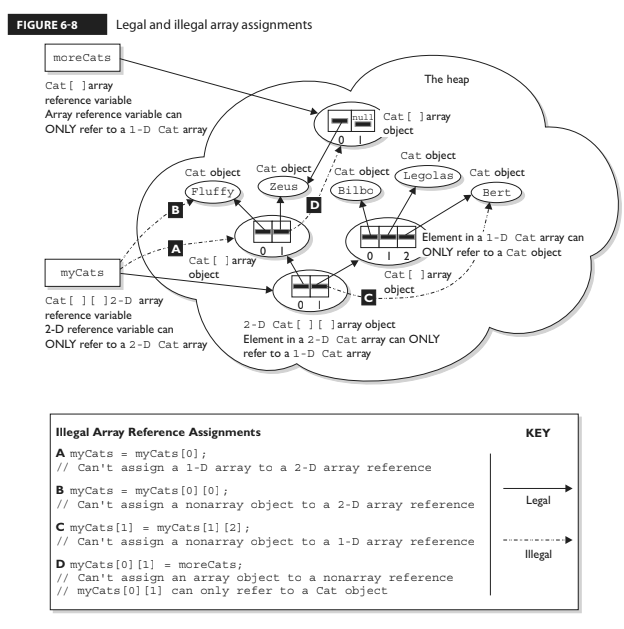 FIGURE 6-8 Legal and illegal array assignments
moreCats
Cat[ ]array
reference variable
Array reference variable can
ONLY refer to a 1-D Cat array
The heap
null
0 1
Cat[ ]array
object
Cat object
Fluffy
Cat object
Zeus
Cat object
Bilbo
Cat object
Legolas
Cat object
Bert
D
B
A
0 1
Cat[ ]array
object
0 1 2
Cat[ ]array
object
Element in a 1-D Cat array can
ONLY refer to a Cat object
C
myCats
Cat[ ][ ]2-D array
reference variable
2-D reference variable can
ONLY refer to a 2-D Cat array
0 1
2-D Cat[ ][ ]array object
Element in a 2-D Cat array can ONLY
refer to a 1-D Cat array
Illegal Array Reference Assignments
A myCats = myCats[0];
// Can't assign a 1-D array to a 2-D array reference
B myCats = myCats[0][0];
// Can't assign a nonarray object to a 2-D array reference
C myCats[1] = myCats[1][2];
// Can't assign a nonarray object to a 1-D array reference
D myCats[0][1] = moreCats;
// Can't assign an array object to a nonarray reference
// myCats[0][1] can only refer to a Cat object
KEY
Legal
Illegal